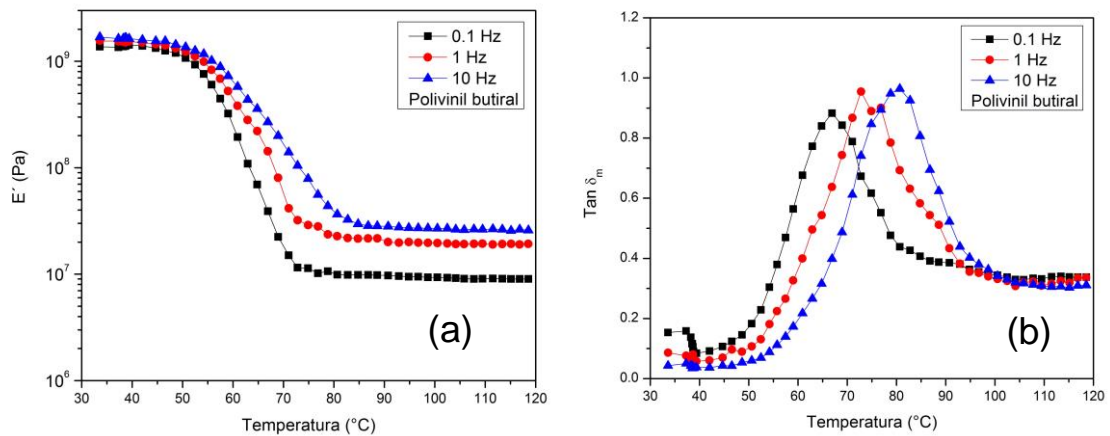 10⁹
10⁸
10⁷
10⁶
E´ (Pa)
0.1 Hz
1 Hz
10 Hz
Polivinil butiral
(a)
30 40 50 60 70 80 90 100 110 120
Temperatura (°C)
1.2
1.0
0.8
0.6
0.4
0.2
0.0
Tan δm
0.1 Hz
1 Hz
10 Hz
Polivinil butiral
(b)
30 40 50 60 70 80 90 100 110 120
Temperatura (°C)